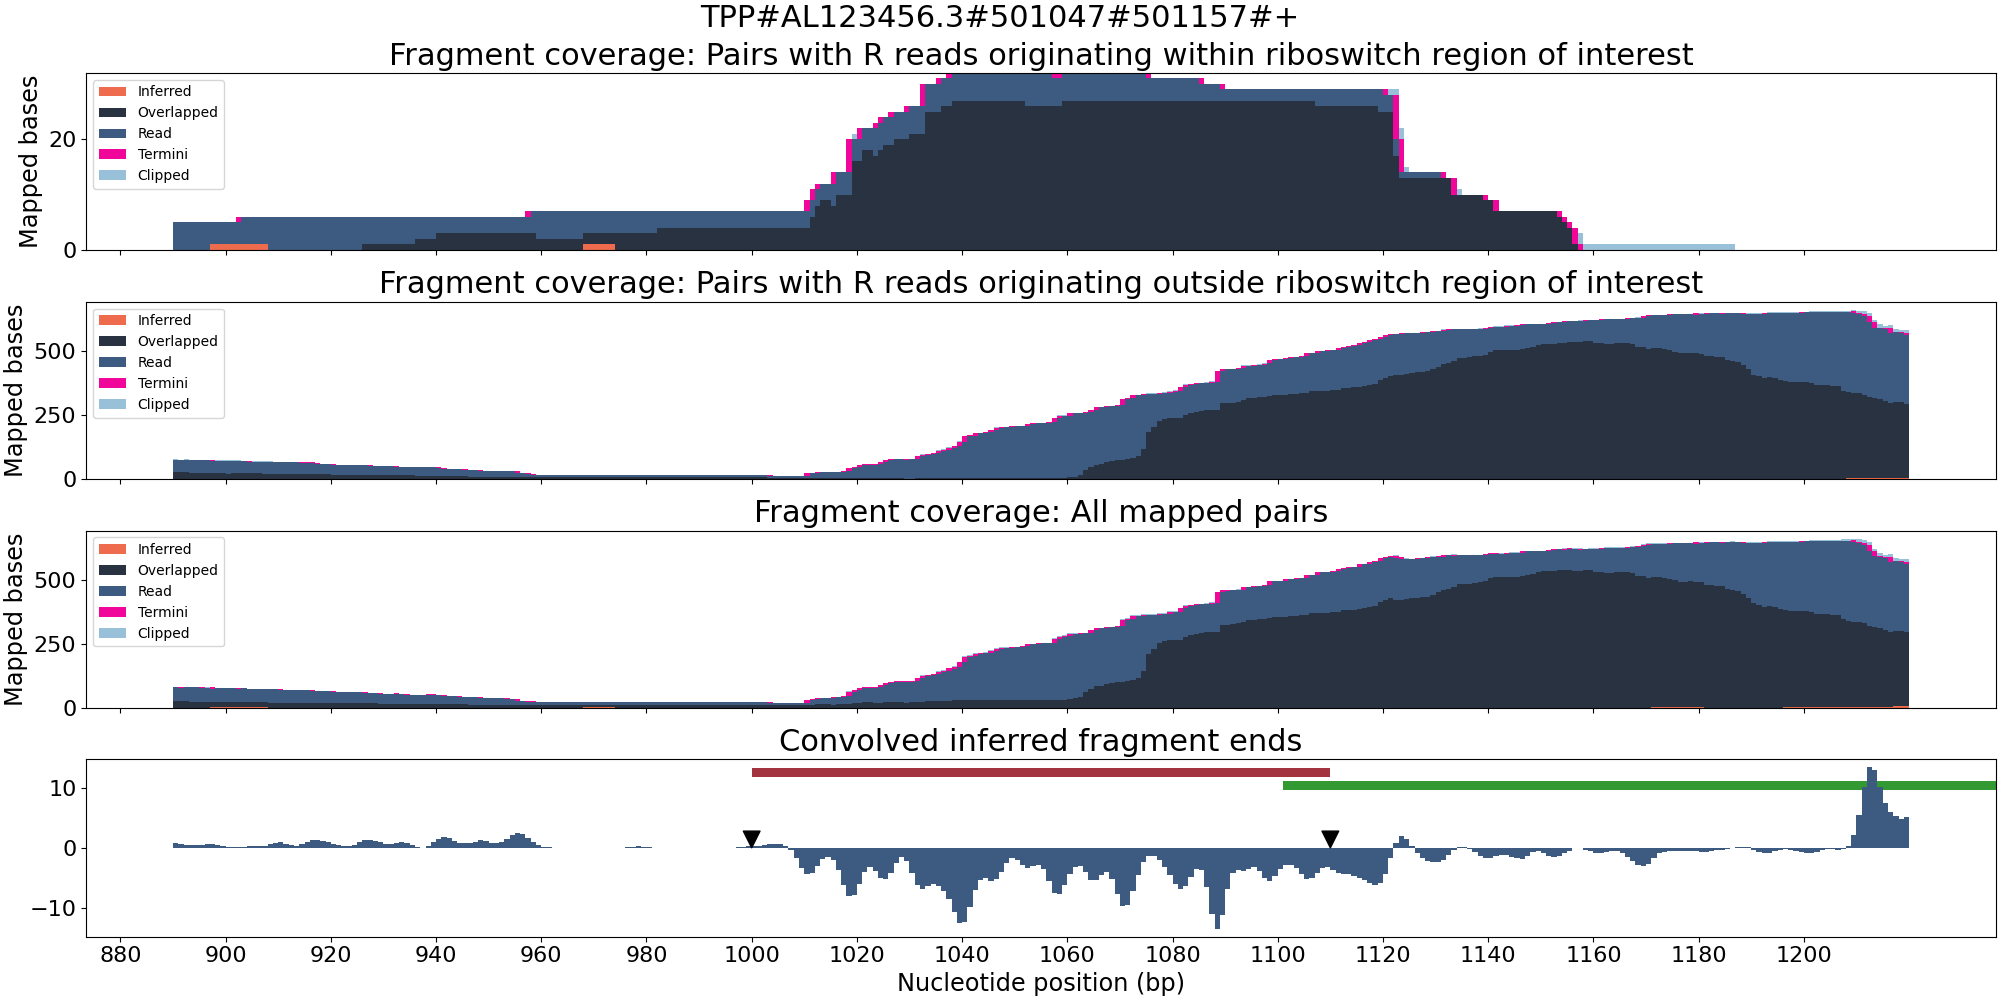 TPP#AL123456.3#501047#501157#+
Fragment coverage: Pairs with R reads originating within riboswitch region of interest
Mapped bases
20
0
Inferred
Overlapped
Read
Termini
Clipped
Fragment coverage: Pairs with R reads originating outside riboswitch region of interest
Mapped bases
500
250
0
Inferred
Overlapped
Read
Termini
Clipped
Fragment coverage: All mapped pairs
Mapped bases
500
250
0
Inferred
Overlapped
Read
Termini
Clipped
Convolved inferred fragment ends
10
0
−10
880 900 920 940 960 980 1000 1020 1040 1060 1080 1100 1120 1140 1160 1180 1200
Nucleotide position (bp)